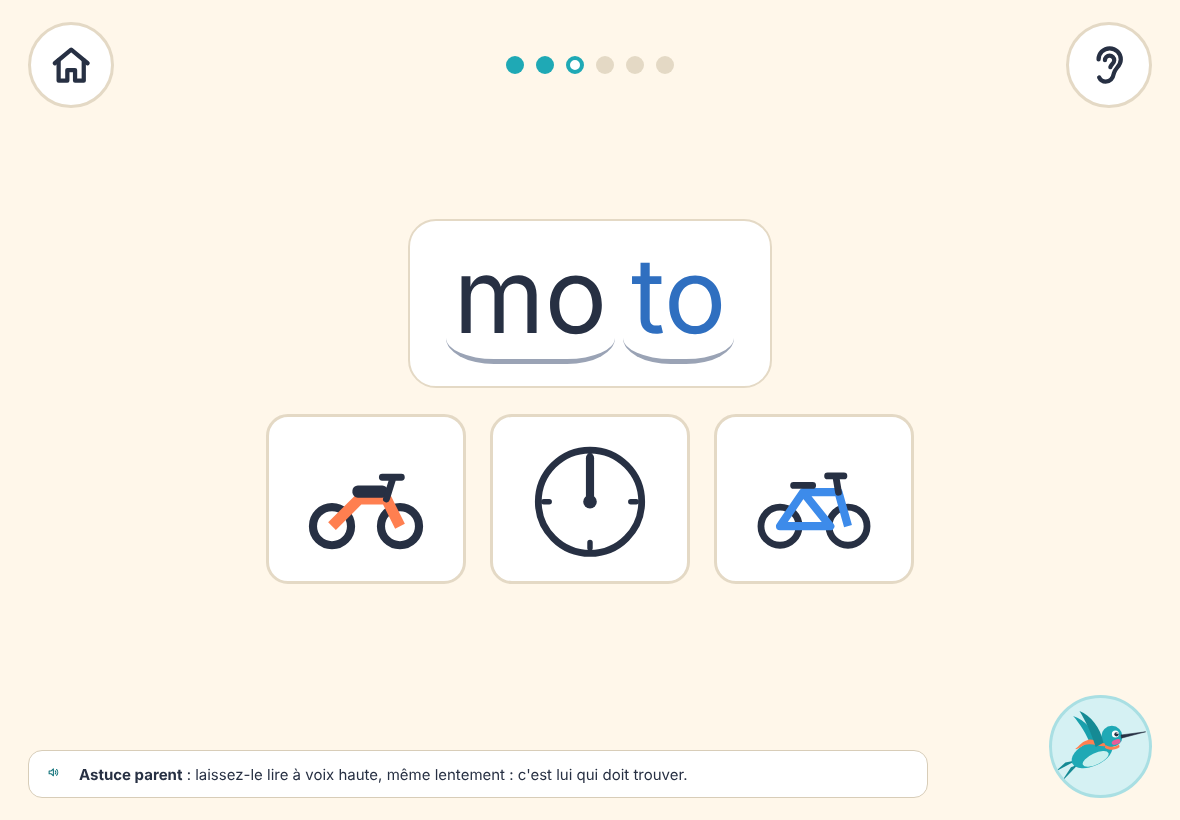 mo to
Astuce parent : laissez-le lire à voix haute, même lentement : c'est lui qui doit trouver.